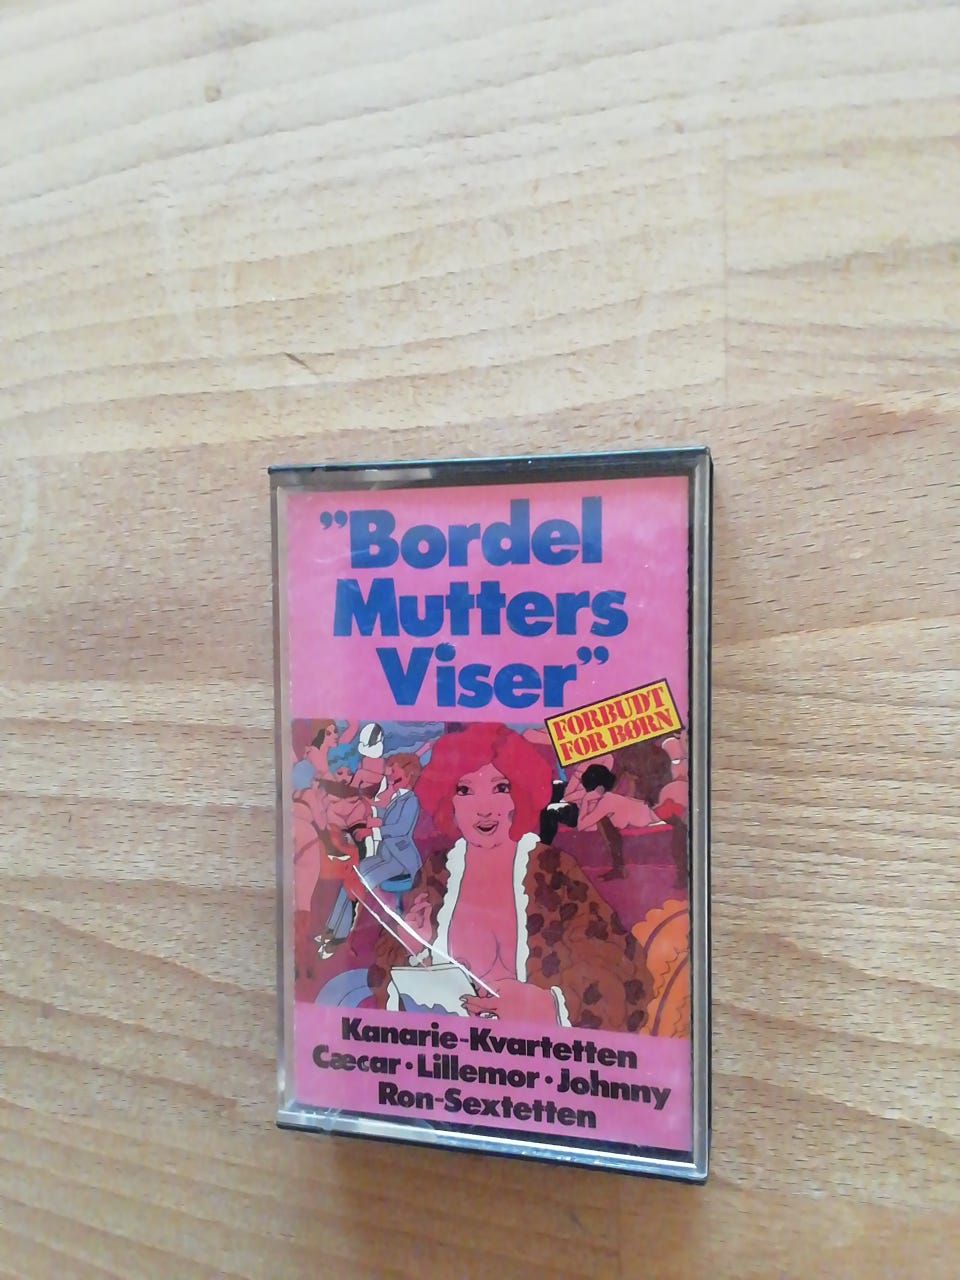 ”Bordel
Mutters
Viser”
FORBUDT
FOR BØRN
Kanarie-Kvartetten
Cæcar · Lillemor · Johnny
Ron-Sextetten